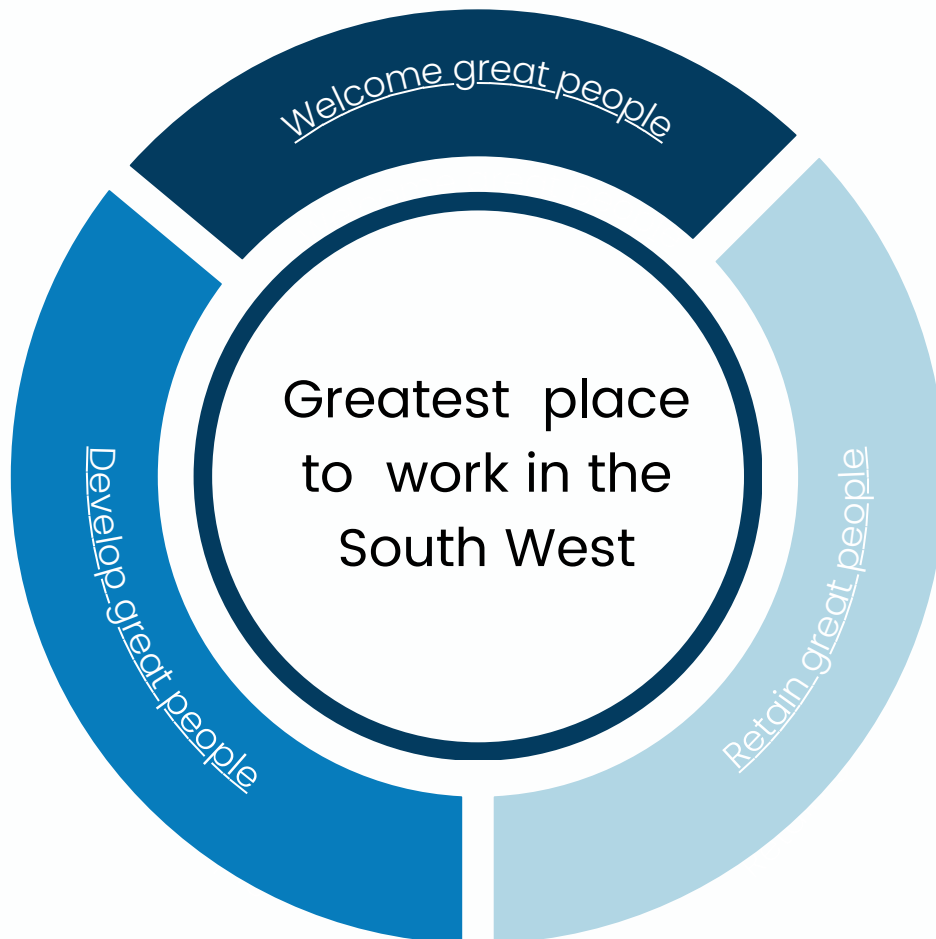 Welcome great people
Greatest  place
to  work in the
South West
Develop great people
Retain great people